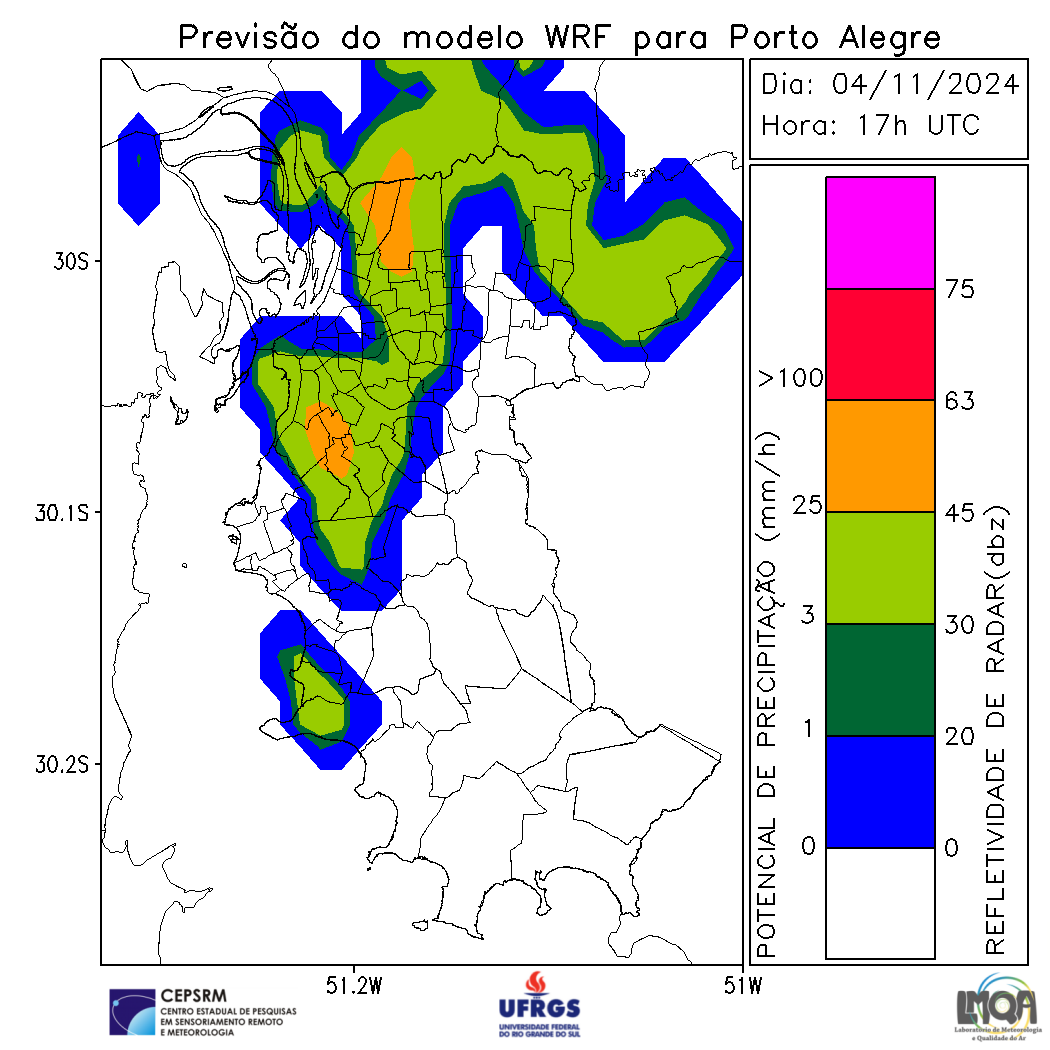 Previsão do modelo WRF para Porto Alegre
Dia: 04/11/2024
Hora: 17h UTC
30S
30.1S
30.2S
51.2W
51W
POTENCIAL DE PRECIPITAÇÃO (mm/h)
>100
25
3
1
0
75
63
45
30
20
0
REFLETIVIDADE DE RADAR(dbz)
CEPSRM
CENTRO ESTADUAL DE PESQUISAS
EM SENSORIAMENTO REMOTO
E METEOROLOGIA
UFRGS
UNIVERSIDADE FEDERAL
DO RIO GRANDE DO SUL
LMQA
Laboratório de Meteorologia
e Qualidade do Ar